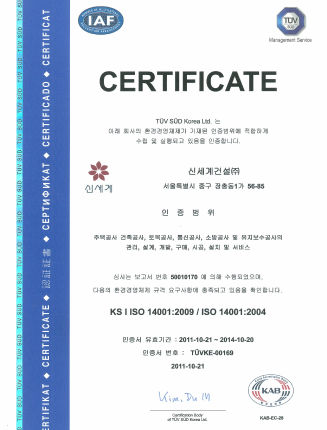 IAF
TÜV
SÜD
Management Service
CERTIFICATE
TÜV SÜD Korea Ltd. 는
아래 회사의 환경경영체제가 기재된 인증범위에 적합하게
수립 및 실행되고 있음을 인증합니다.
신세계
신세계건설㈜
서울특별시 중구 장충동1가 56-85
인 증 범 위
주택공사 건축공사, 토목공사, 통신공사, 소방공사 및 유지보수공사의
관리, 설계, 개발, 구매, 시공, 설치 및 서비스
심사는 보고서 번호 50010170 에 의해 수행되었으며,
다음의 환경경영체제 규격 요구사항에 충족되고 있음을 확인합니다.
KS I ISO 14001:2009 / ISO 14001:2004
인증서 유효기간 : 2011-10-21 ~ 2014-10-20
인증서 번호 : TÜVKE-00169
2011-10-21
Certification Body
of TÜV SÜD Korea Ltd.
KAB
KAB-EC-28
ZERTIFIKAT ◆ CERTIFICATE ◆ 認証証書 ◆ СЕРТИФИКАТ ◆ CERTIFICADO ◆ CERTIFICAT